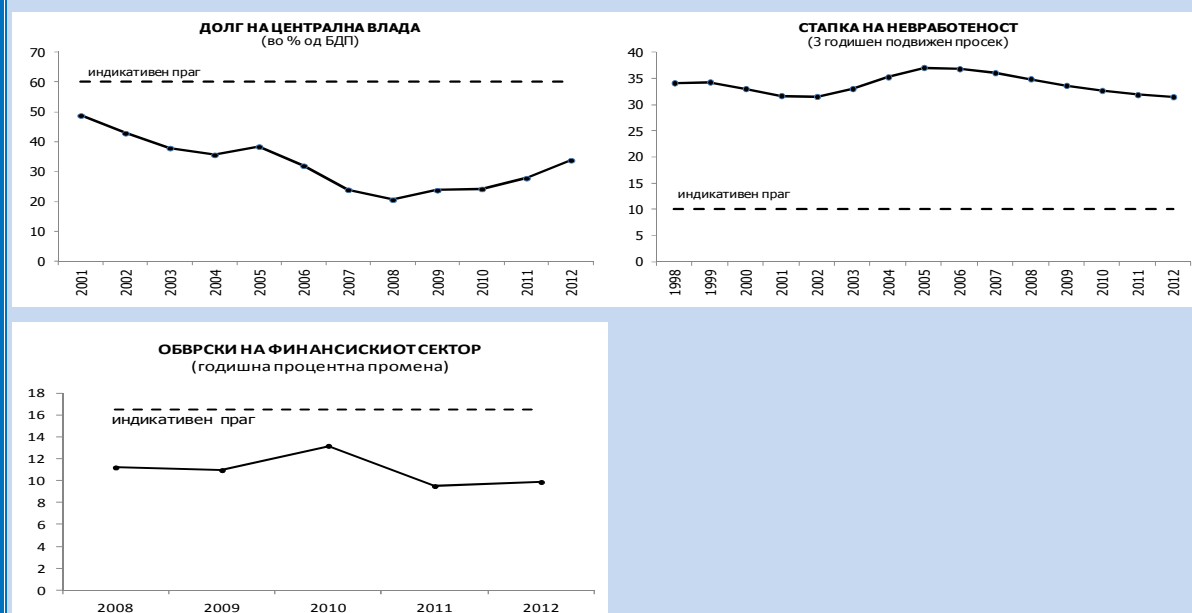 ДОЛГ НА ЦЕНТРАЛНА ВЛАДА
(во % од БДП)
70
индикативен праг
60
50
40
30
20
10
0
2001 2002 2003 2004 2005 2006 2007 2008 2009 2010 2011 2012
СТАПКА НА НЕВРАБОТЕНОСТ
(3 годишен подвижен просек)
40
35
30
25
20
15
индикативен праг
10
5
0
1998 1999 2000 2001 2002 2003 2004 2005 2006 2007 2008 2009 2010 2011 2012
ОБВРСКИ НА ФИНАНСИСКИОТ СЕКТОР
(годишна процентна промена)
18
16
индикативен праг
14
12
10
8
6
4
2
0
2008 2009 2010 2011 2012